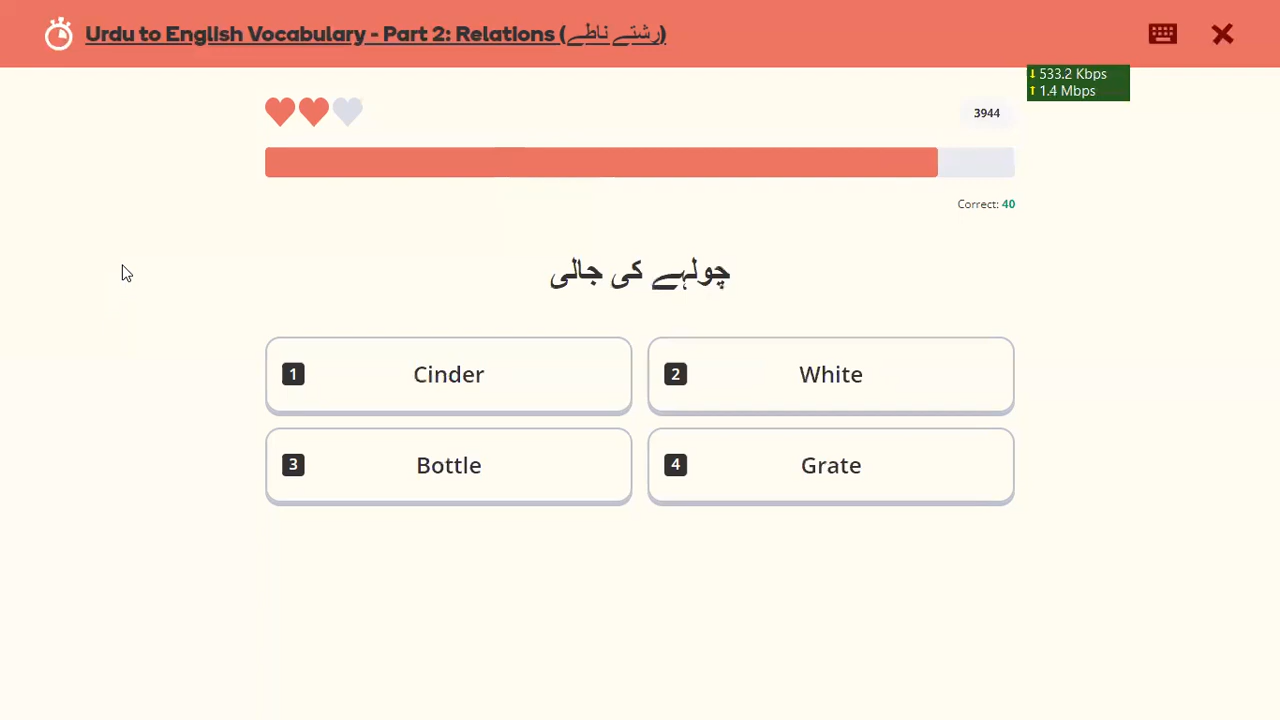 Urdu to English Vocabulary - Part 2: Relations (رشتے ناطے)
↓ 533.2 Kbps
↑ 1.4 Mbps
3944
Correct: 40
چولہے کی جالی
1 Cinder
2 White
3 Bottle
4 Grate